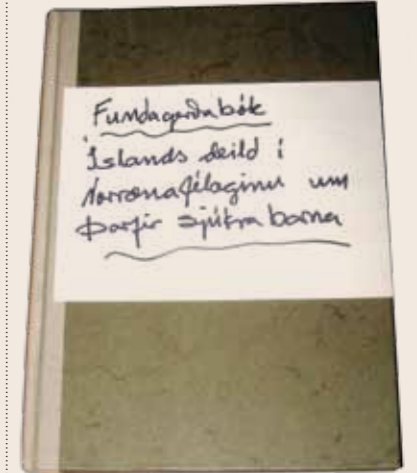 Fundagerðabók
Íslands deild í
Norrænafélaginu um
Þarfir sjúkra barna